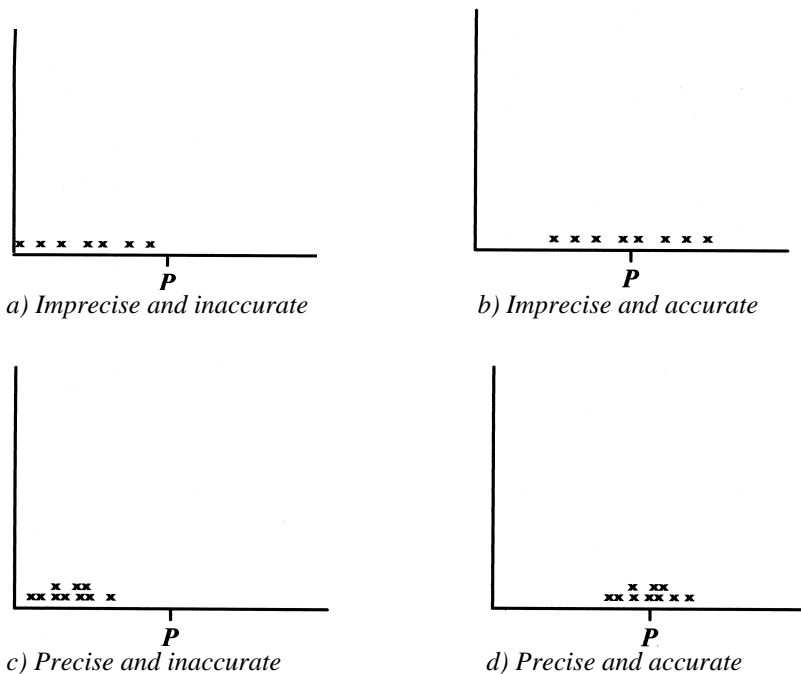 P
a) Imprecise and inaccurate
P
b) Imprecise and accurate
P
c) Precise and inaccurate
P
d) Precise and accurate